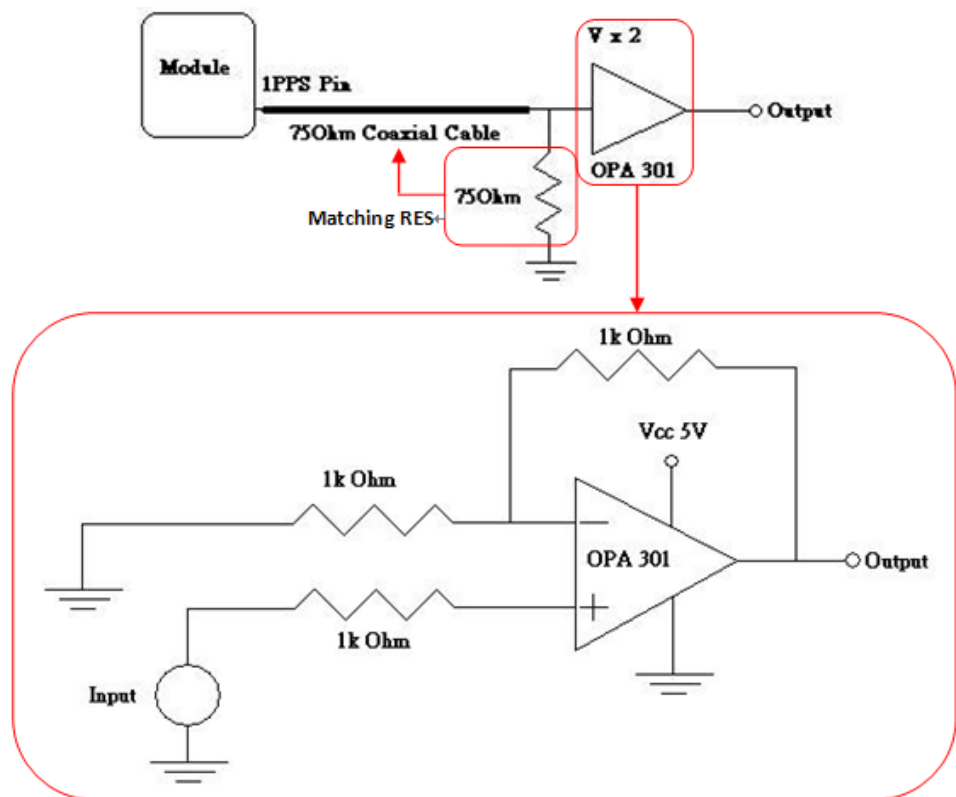 V x 2
Module
1PPS Pin
Output
75Ohm Coaxial Cable
OPA 301
75Ohm
Matching RES
1k Ohm
Vcc 5V
1k Ohm
OPA 301
Output
1k Ohm
Input